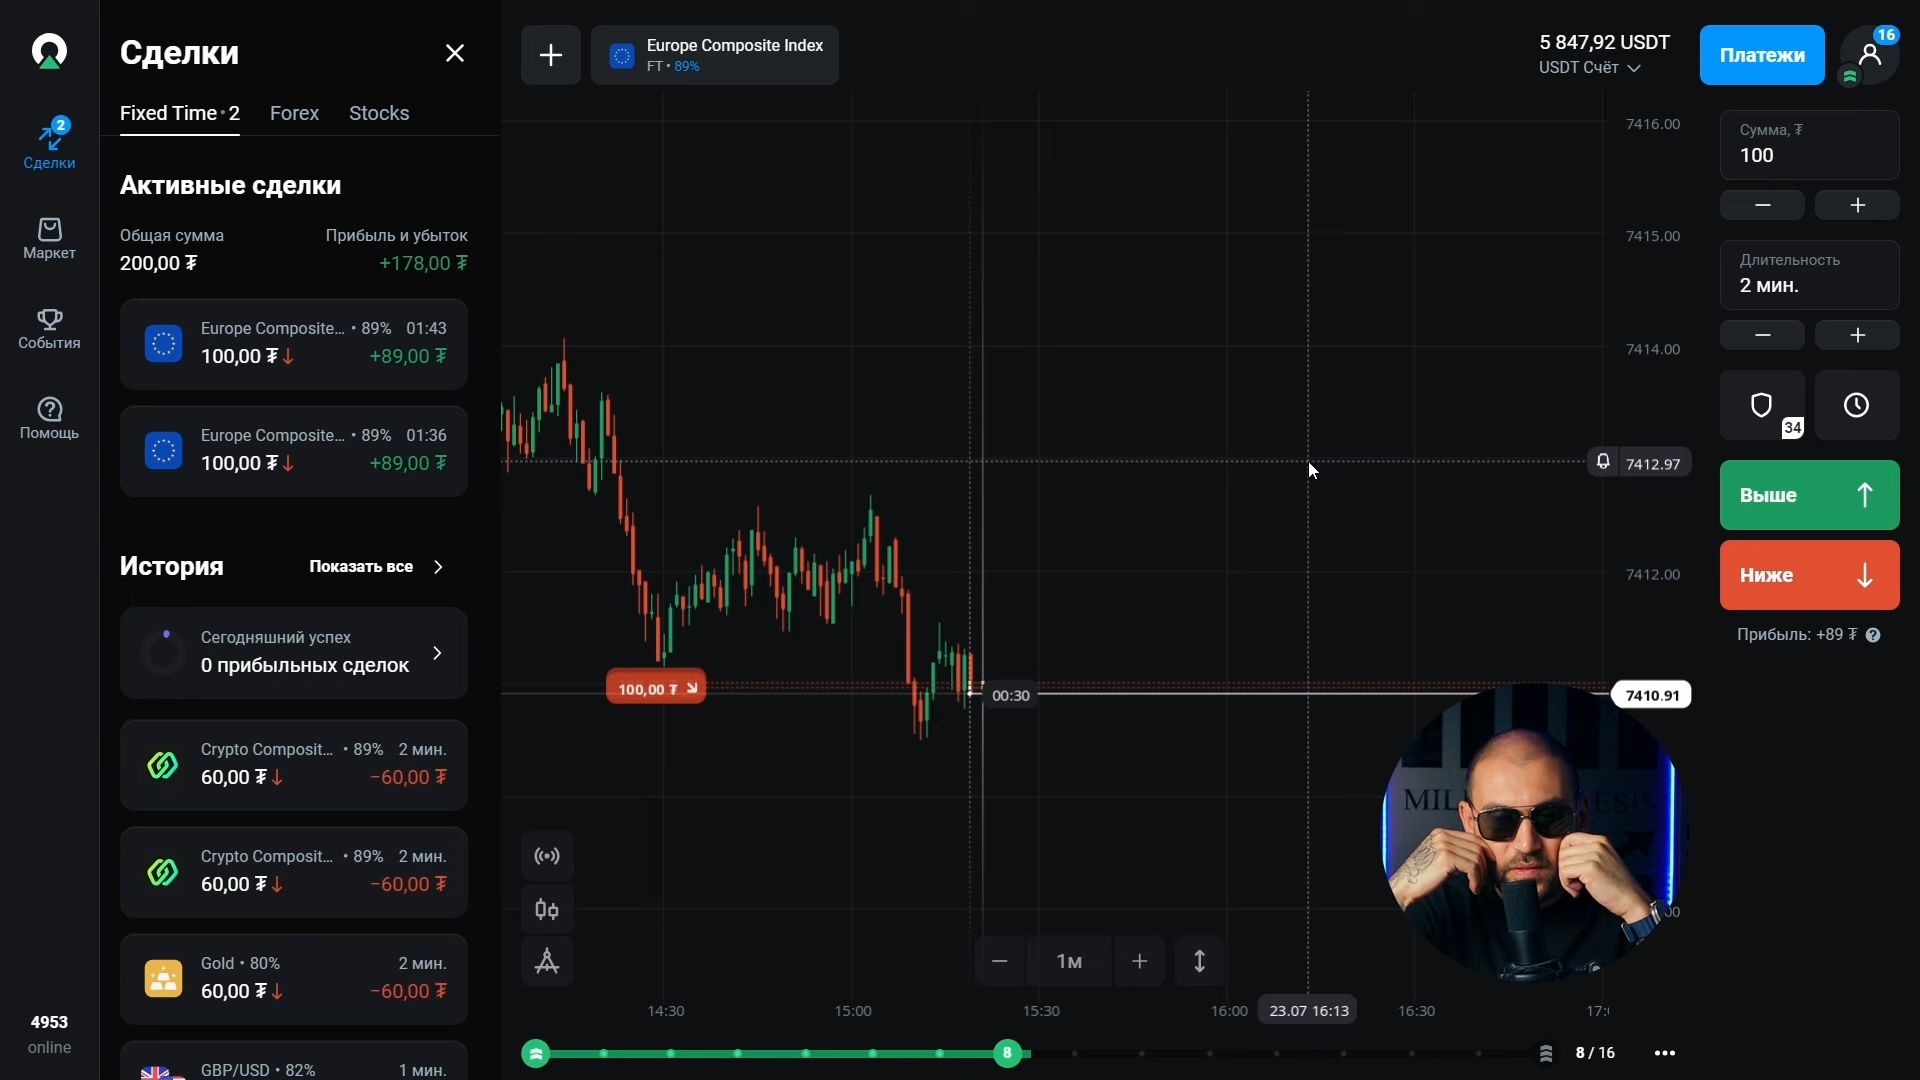 Сделки
Fixed Time • 2 Forex Stocks
Активные сделки
Общая сумма Прибыль и убыток
200,00 ₮ +178,00 ₮
Europe Composite... • 89% 01:43
100,00 ₮ ↓ +89,00 ₮
Europe Composite... • 89% 01:36
100,00 ₮ ↓ +89,00 ₮
История Показать все
Сегодняшний успех
0 прибыльных сделок
Crypto Composit... • 89% 2 мин.
60,00 ₮ ↓ −60,00 ₮
Crypto Composit... • 89% 2 мин.
60,00 ₮ ↓ −60,00 ₮
Gold • 80% 2 мин.
60,00 ₮ ↓ −60,00 ₮
GBP/USD • 82% 1 мин.
2
Сделки
Маркет
События
Помощь
4953
online
Europe Composite Index
FT • 89%
5 847,92 USDT
USDT Счёт
Платежи
16
7416.00
7415.00
7414.00
7412.97
7412.00
7410.91
100,00 ₮
00:30
1м
14:30 15:00 15:30 16:00 23.07 16:13 16:30
8
8 / 16
Сумма, ₮
100
Длительность
2 мин.
34
Выше
Ниже
Прибыль: +89 ₮